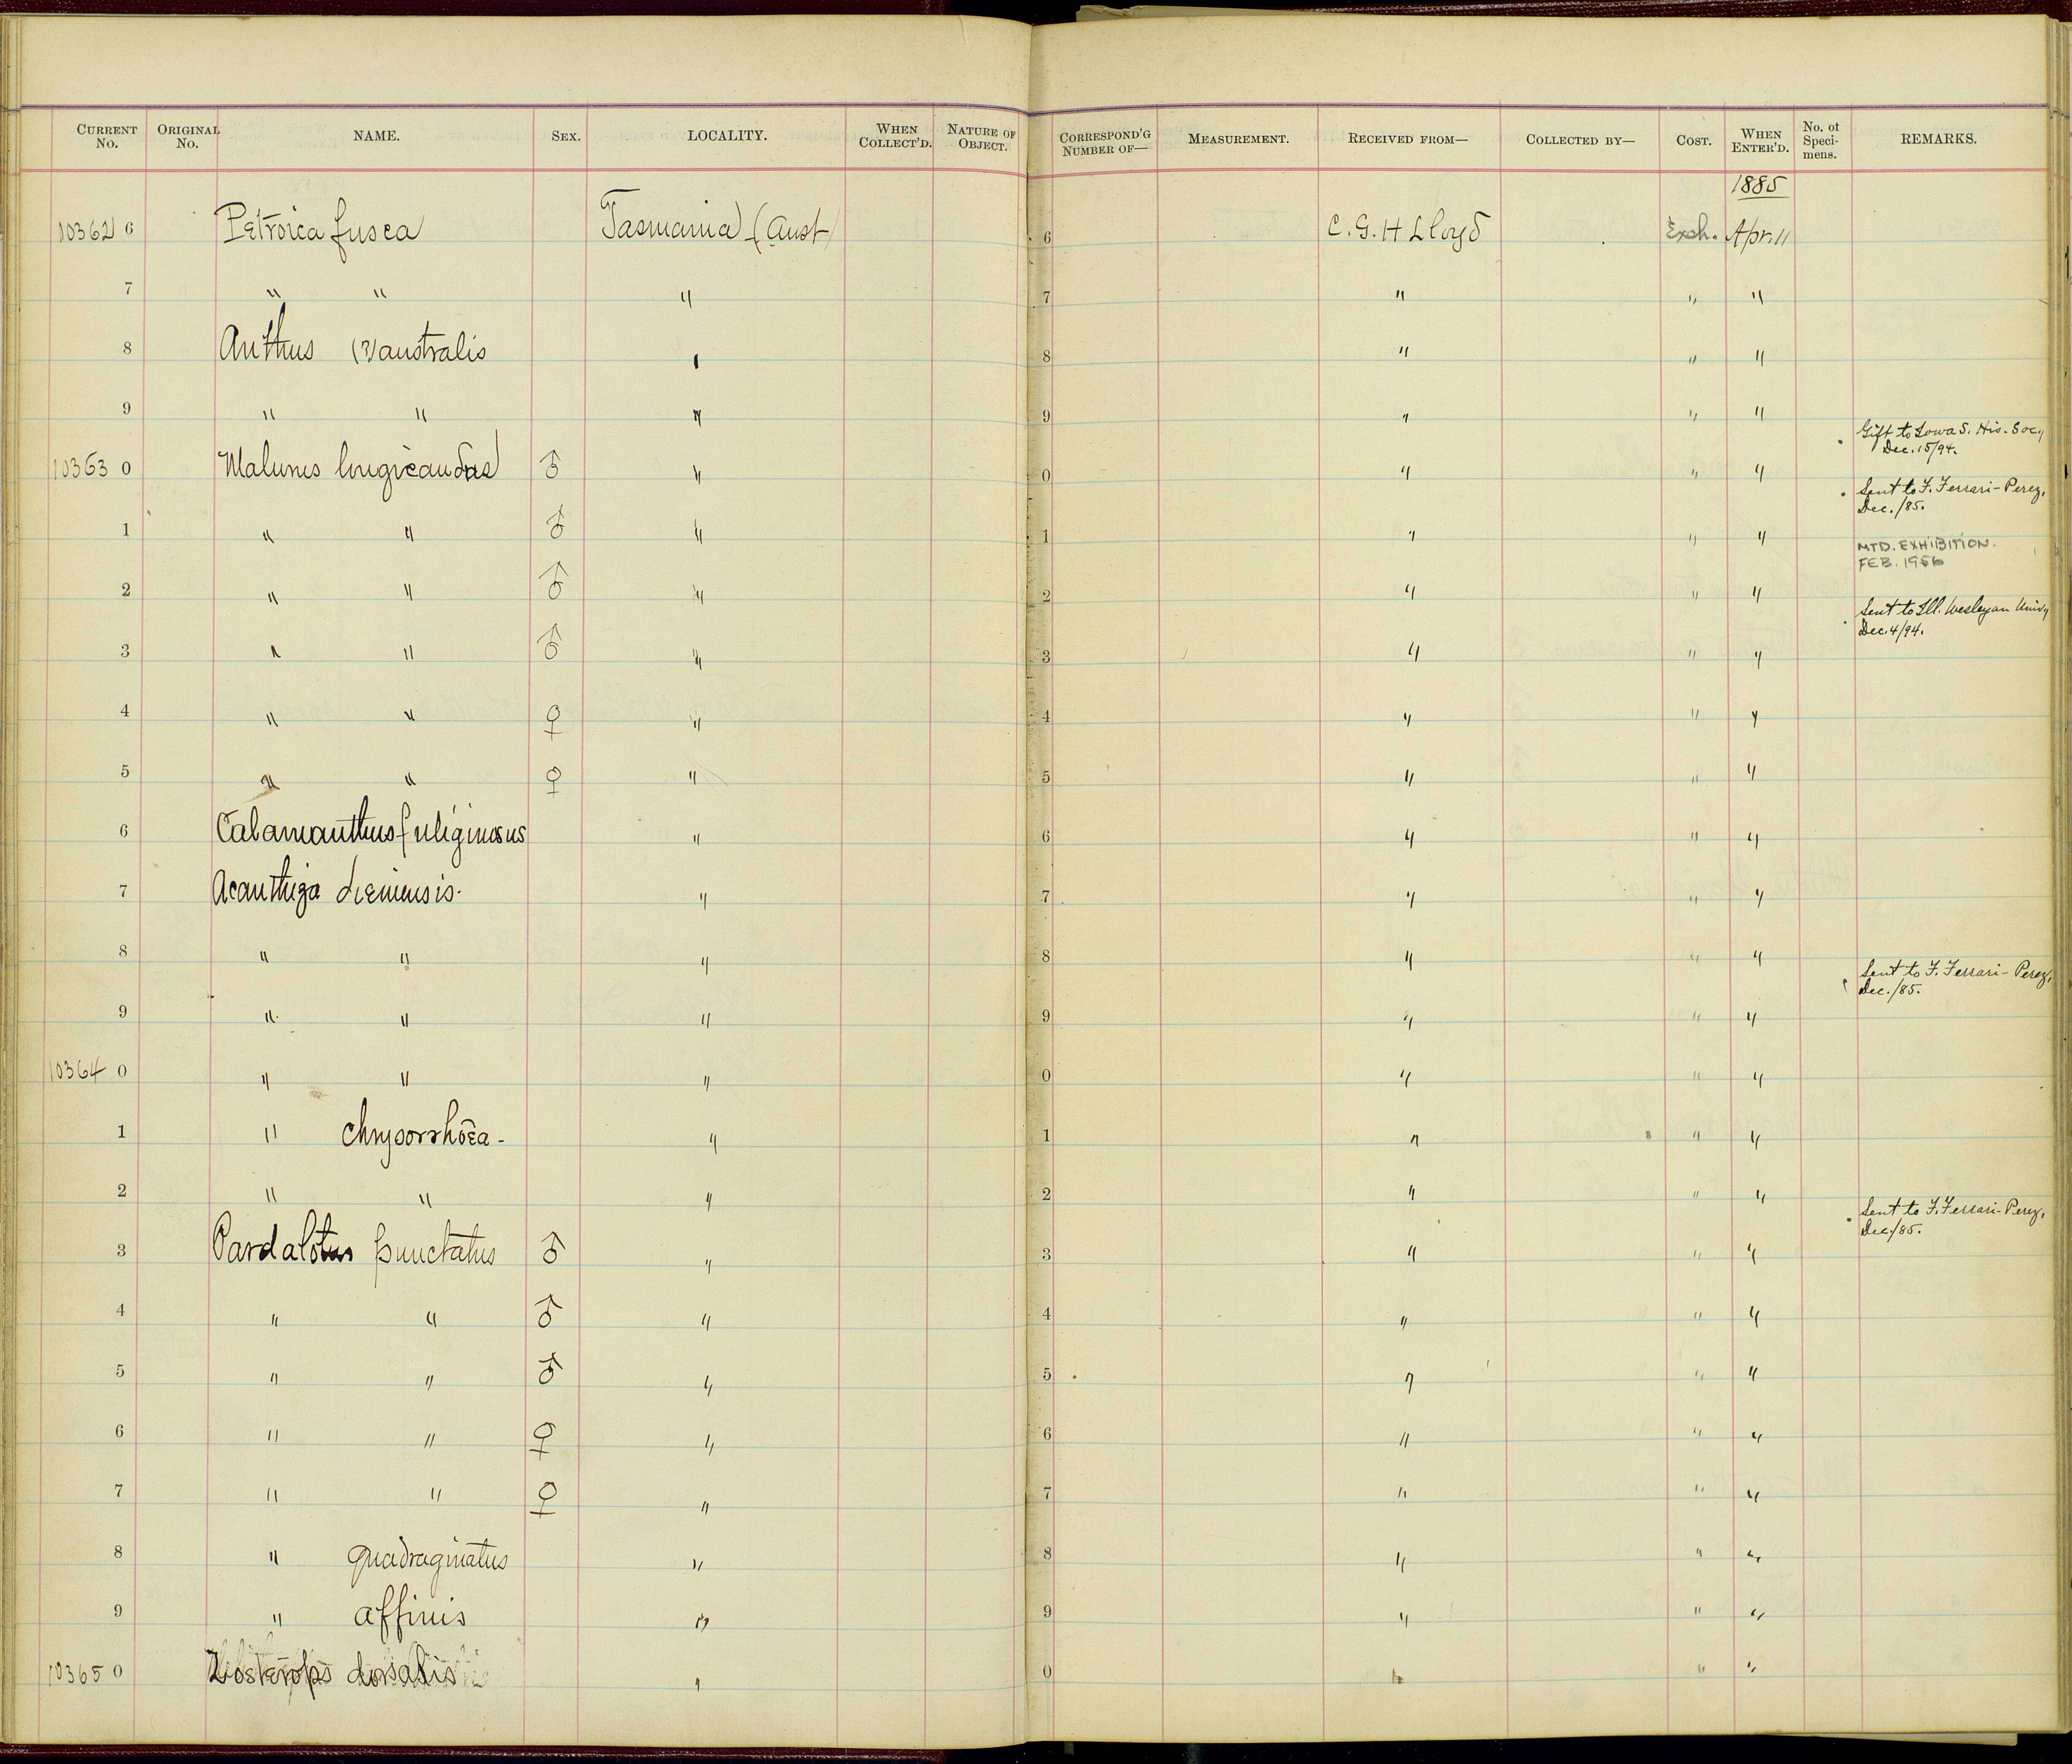 CURRENT No. ORIGINAL No. NAME. SEX. LOCALITY. WHEN COLLECT'D. NATURE OF OBJECT. CORRESPOND'G NUMBER OF— MEASUREMENT. RECEIVED FROM— COLLECTED BY— COST. WHEN ENTER'D. No. of Speci-mens. REMARKS.
1885
10362 6 Petroica fusca Tasmania (Aust) 6 C. G. H Lloyd Exch. Apr. 11
7 " " " 7 " " "
8 Anthus (?) australis " 8 " " "
9 " " " 9 " " "
Gift to Iowa S. His. Soc,
Dec. 15/94.
10363 0 Malurus longicaudus ♂ " 0 " " "
Sent to F. Ferrari-Perez,
Dec./85.
1 " " ♂ " 1 " " "
MTD. EXHIBITION.
FEB. 1956
2 " " ♂ " 2 " " "
Sent to Ill. Wesleyan Univ,
Dec. 4/94.
3 " " ♂ " 3 " " "
4 " " ♀ " 4 " " "
5 " " ♀ " 5 " " "
6 Calamanthus fuliginosus " 6 " " "
7 Acanthiza diemensis. " 7 " " "
8 " " " 8 " " "
Sent to F. Ferrari-Perez,
Dec./85.
9 " " " 9 " " "
10364 0 " " " 0 " " "
1 " chrysorrhœa - " 1 " " "
2 " " " 2 " " "
Sent to F. Ferrari-Perez,
Dec/85.
3 Pardalotus punctatus ♂ " 3 " " "
4 " " ♂ " 4 " " "
5 " " ♂ " 5 " " "
6 " " ♀ " 6 " " "
7 " " ♀ " 7 " " "
8 " quadraginatus " 8 " " "
9 " affinis " 9 " " "
10365 0 Zosterops dorsalis " 0 " " "